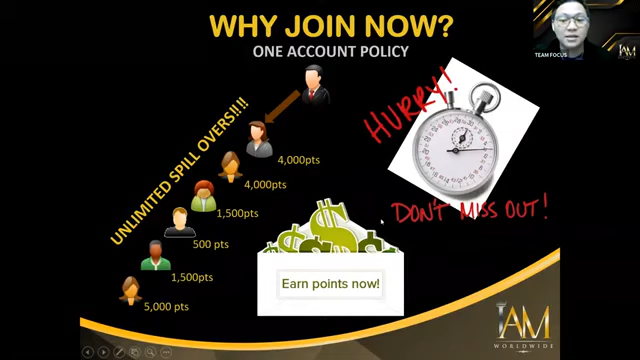 WHY JOIN NOW?
ONE ACCOUNT POLICY
TEAM FOCUS
IAM
HURRY!
UNLIMITED SPILL OVERS!!!!
4,000pts
4,000pts
1,500pts
500 pts
1,500pts
5,000 pts
DON'T MISS OUT!
Earn points now!
IAM
WORLDWIDE